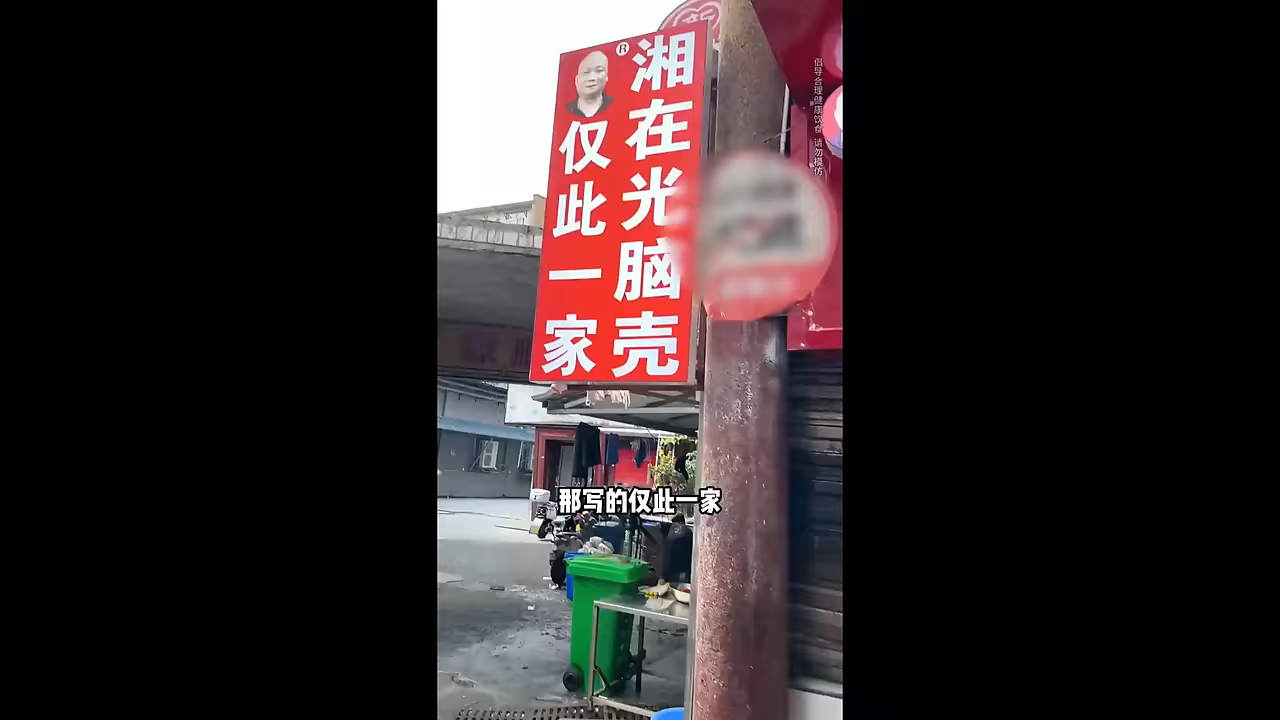 湘在光脑壳
仅此一家
®
倡导合理健康饮食 请勿模仿
那写的仅此一家